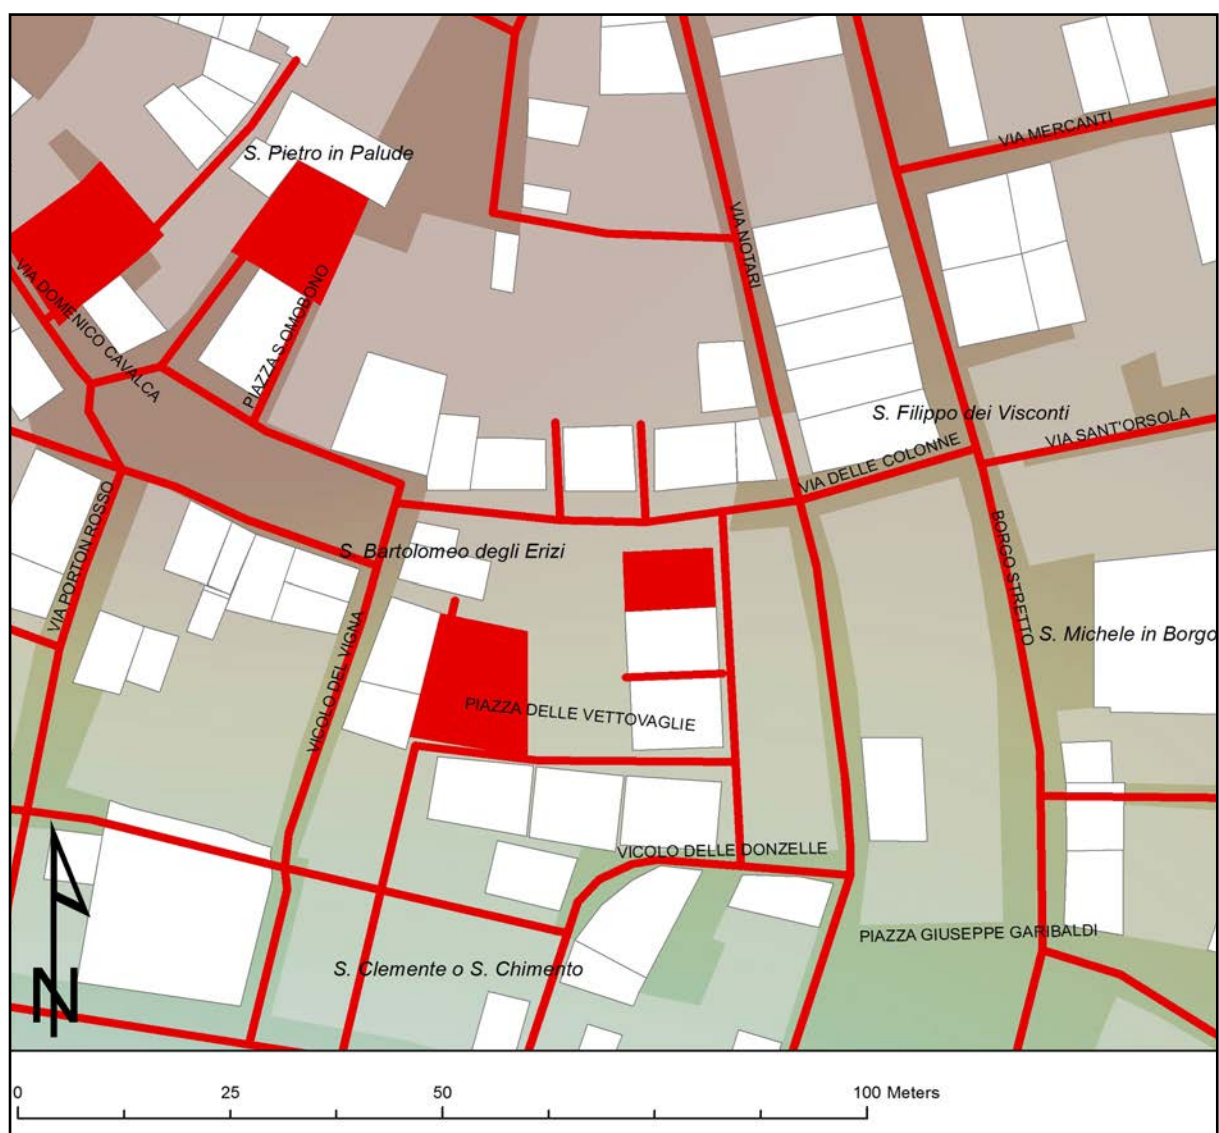 VIA MERCANTI
S. Pietro in Palude
VIA NOTARI
VIA DOMENICO CAVALCA
PIAZZA S.OMOBONO
S. Filippo dei Visconti
VIA SANT'ORSOLA
VIA DELLE COLONNE
VIA PORTON ROSSO
S. Bartolomeo degli Erizi
BORGO STRETTO
S. Michele in Borgo
VICOLO DEL VIGNA
PIAZZA DELLE VETTOVAGLIE
VICOLO DELLE DONZELLE
PIAZZA GIUSEPPE GARIBALDI
S. Clemente o S. Chimento
N
0 25 50 100 Meters